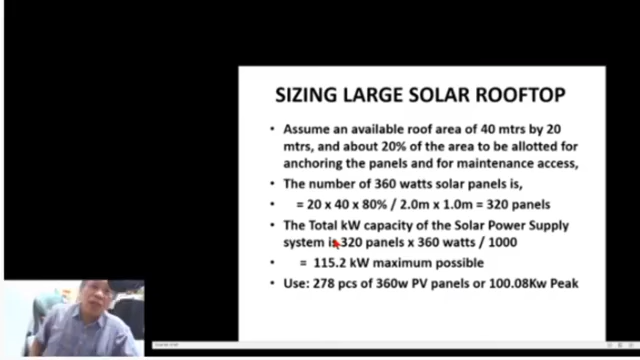 SIZING LARGE SOLAR ROOFTOP
• Assume an available roof area of 40 mtrs by 20
mtrs, and about 20% of the area to be allotted for
anchoring the panels and for maintenance access,
• The number of 360 watts solar panels is,
• = 20 x 40 x 80% / 2.0m x 1.0m = 320 panels
• The Total kW capacity of the Solar Power Supply
system is 320 panels x 360 watts / 1000
• = 115.2 kW maximum possible
• Use: 278 pcs of 360w PV panels or 100.08Kw Peak